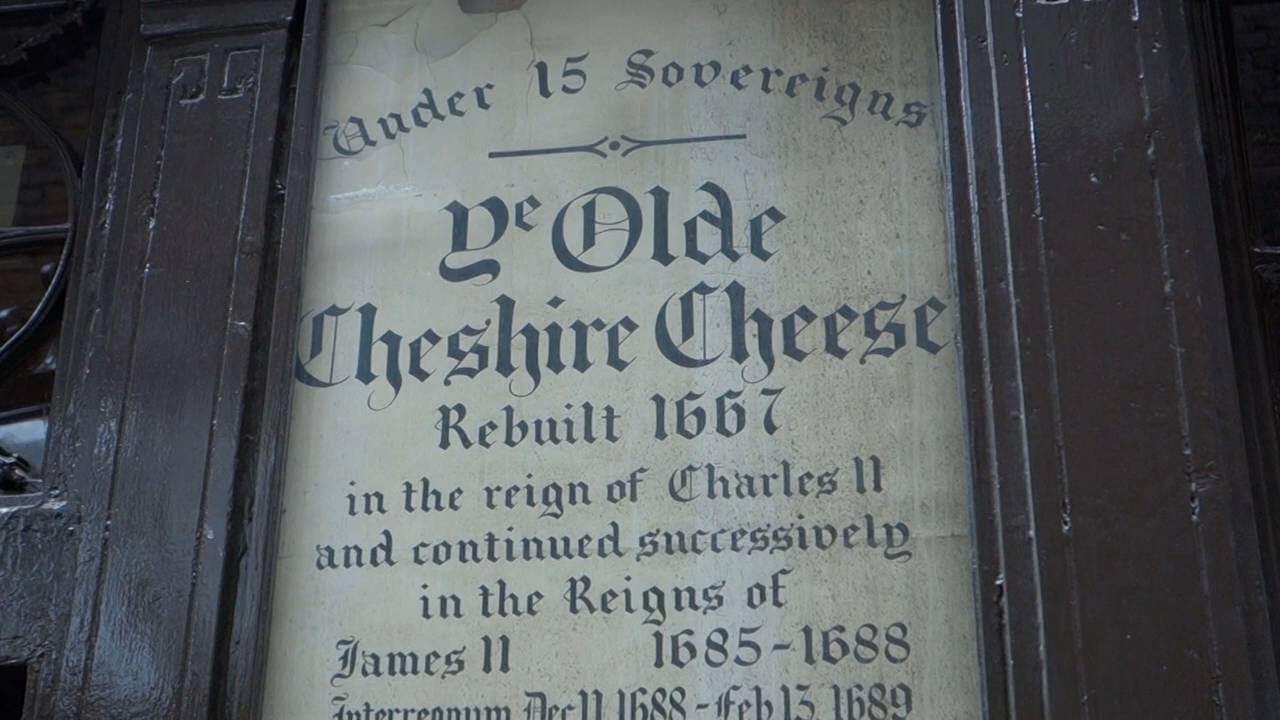 Under 15 Sovereigns
ye Olde
Cheshire Cheese
Rebuilt 1667
in the reign of Charles II
and continued successively
in the Reigns of
James II 1685-1688
Interregnum Dec 11 1688-Feb 13 1689